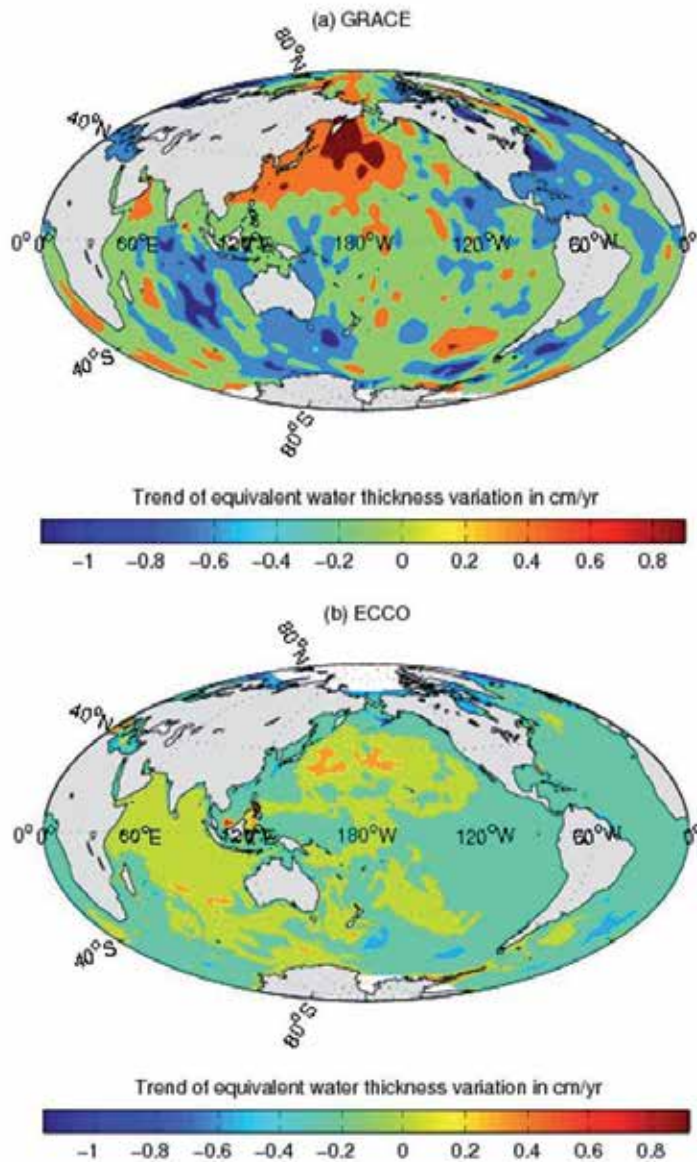 (a) GRACE
80°N
40°N
0° 0° 60°E 120°E 180°W 120°W 60°W 0°
40°S
80°S
Trend of equivalent water thickness variation in cm/yr
−1 −0.8 −0.6 −0.4 −0.2 0 0.2 0.4 0.6 0.8
(b) ECCO
80°N
40°N
0° 0° 60°E 120°E 180°W 120°W 60°W 0°
40°S
80°S
Trend of equivalent water thickness variation in cm/yr
−1 −0.8 −0.6 −0.4 −0.2 0 0.2 0.4 0.6 0.8